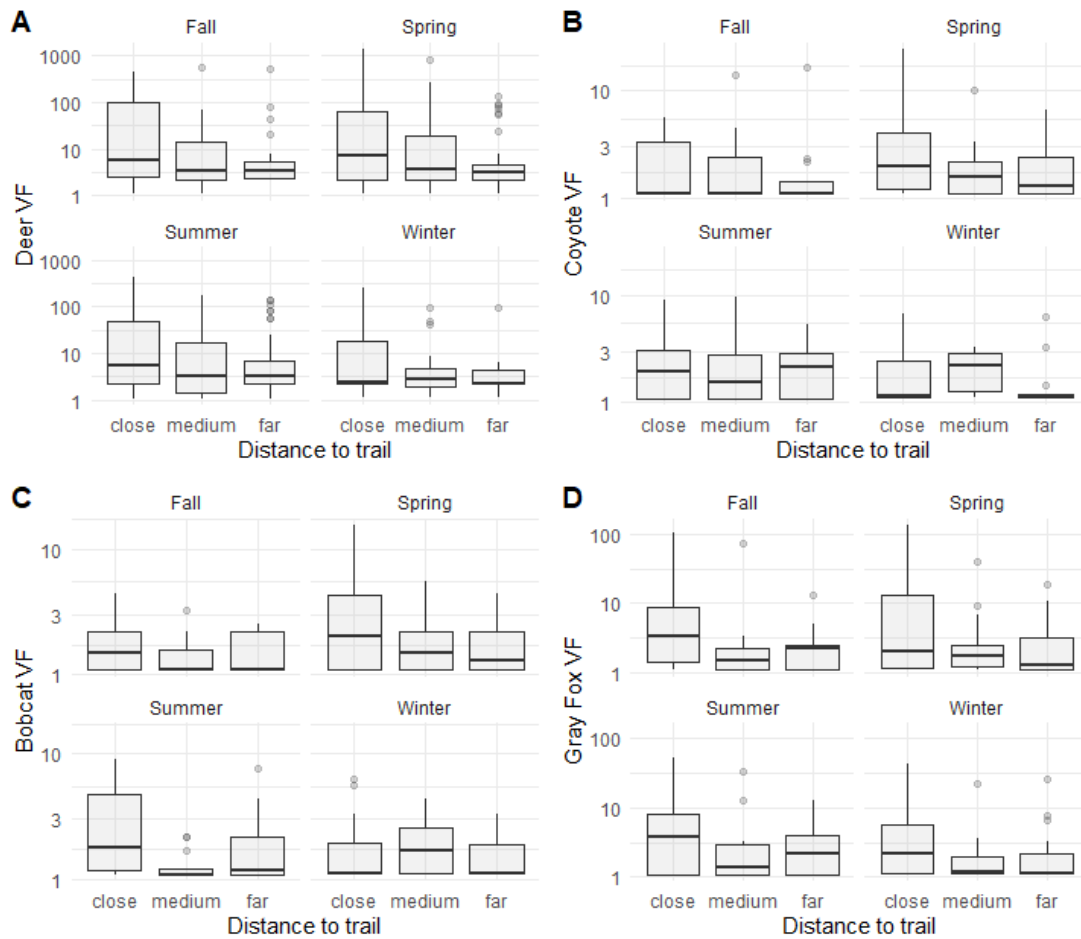 A
Fall
Spring
1000
100
10
1
Summer
Winter
1000
100
10
1
Deer VF
close medium far close medium far
Distance to trail
B
Fall
Spring
10
3
1
Summer
Winter
10
3
1
Coyote VF
close medium far close medium far
Distance to trail
C
Fall
Spring
10
3
1
Summer
Winter
10
3
1
Bobcat VF
close medium far close medium far
Distance to trail
D
Fall
Spring
100
10
1
Summer
Winter
100
10
1
Gray Fox VF
close medium far close medium far
Distance to trail